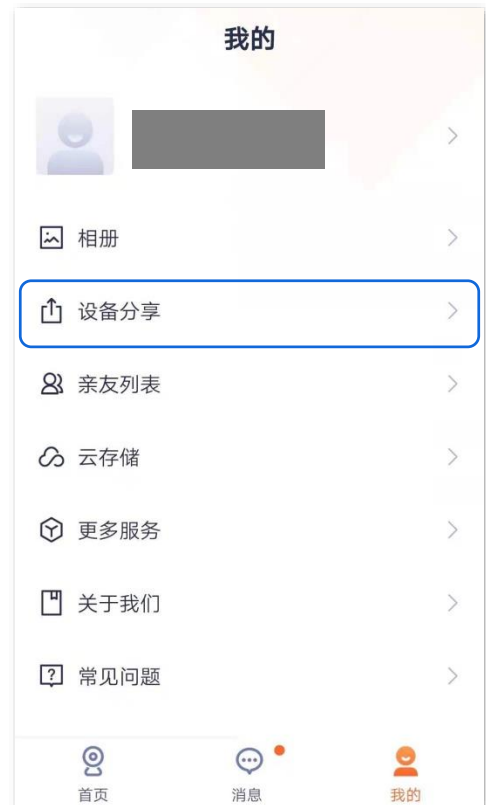 我的
相册
设备分享
亲友列表
云存储
更多服务
关于我们
常见问题
首页
消息
我的